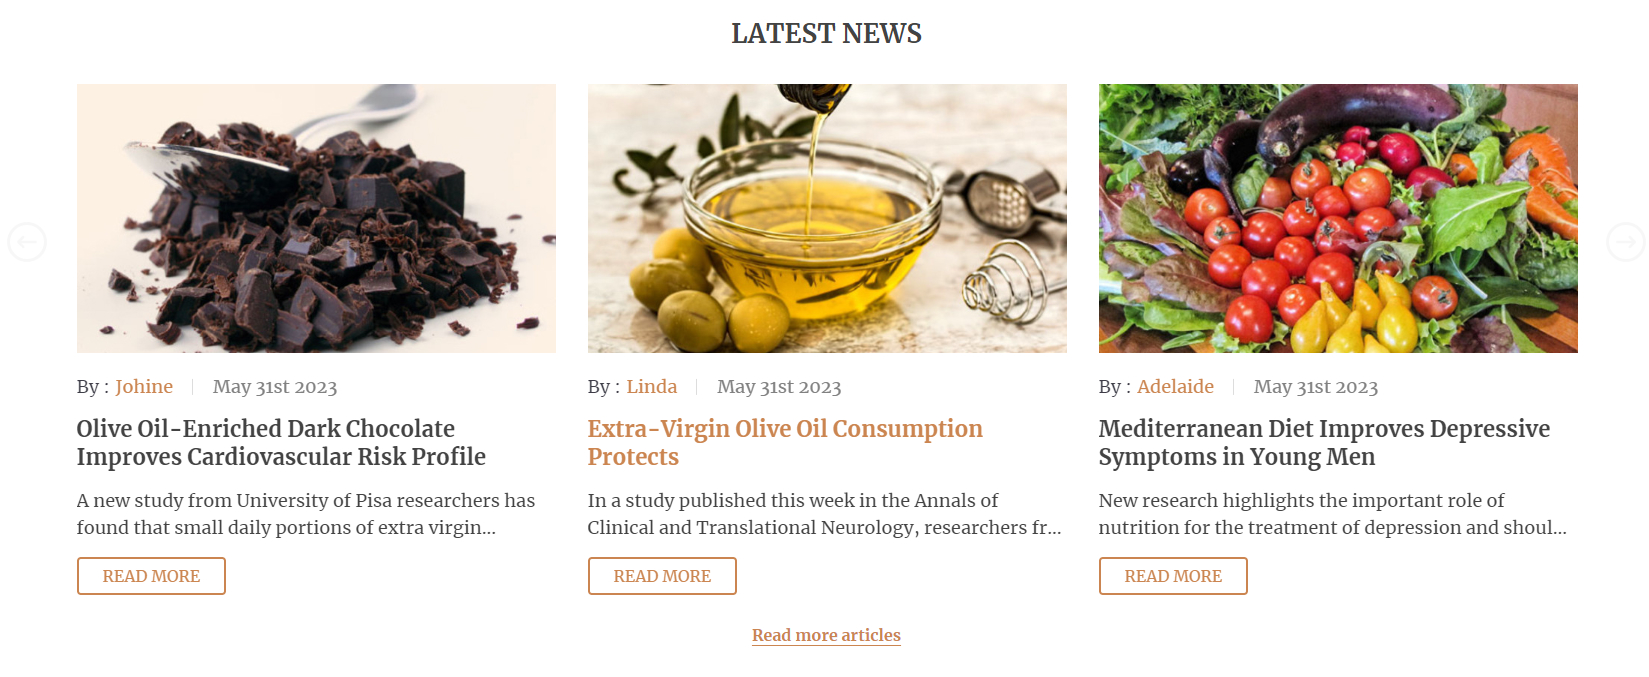 LATEST NEWS
By : Johine May 31st 2023
Olive Oil-Enriched Dark Chocolate
Improves Cardiovascular Risk Profile
A new study from University of Pisa researchers has
found that small daily portions of extra virgin...
READ MORE
By : Linda May 31st 2023
Extra-Virgin Olive Oil Consumption
Protects
In a study published this week in the Annals of
Clinical and Translational Neurology, researchers fr...
READ MORE
By : Adelaide May 31st 2023
Mediterranean Diet Improves Depressive
Symptoms in Young Men
New research highlights the important role of
nutrition for the treatment of depression and shoul...
READ MORE
Read more articles